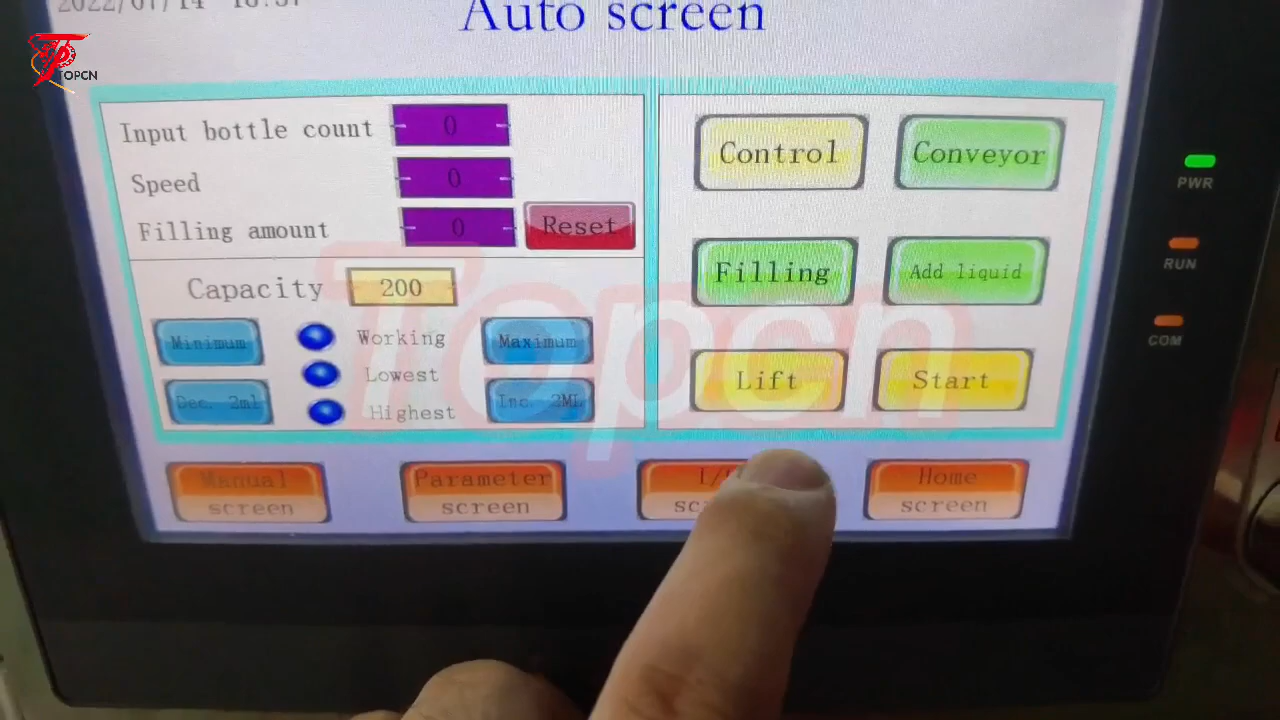 Auto screen
TOPCN
Input bottle count 0
Control
Conveyor
PWR
Speed 0
Filling amount 0
Reset
RUN
Filling
Add liquid
Capacity 200
Topcn
Minimum
Working
Maximum
COM
Lowest
Lift
Start
Dec. 2ml
Highest
Inc. 2ML
Manual
screen
Parameter
screen
Home
screen